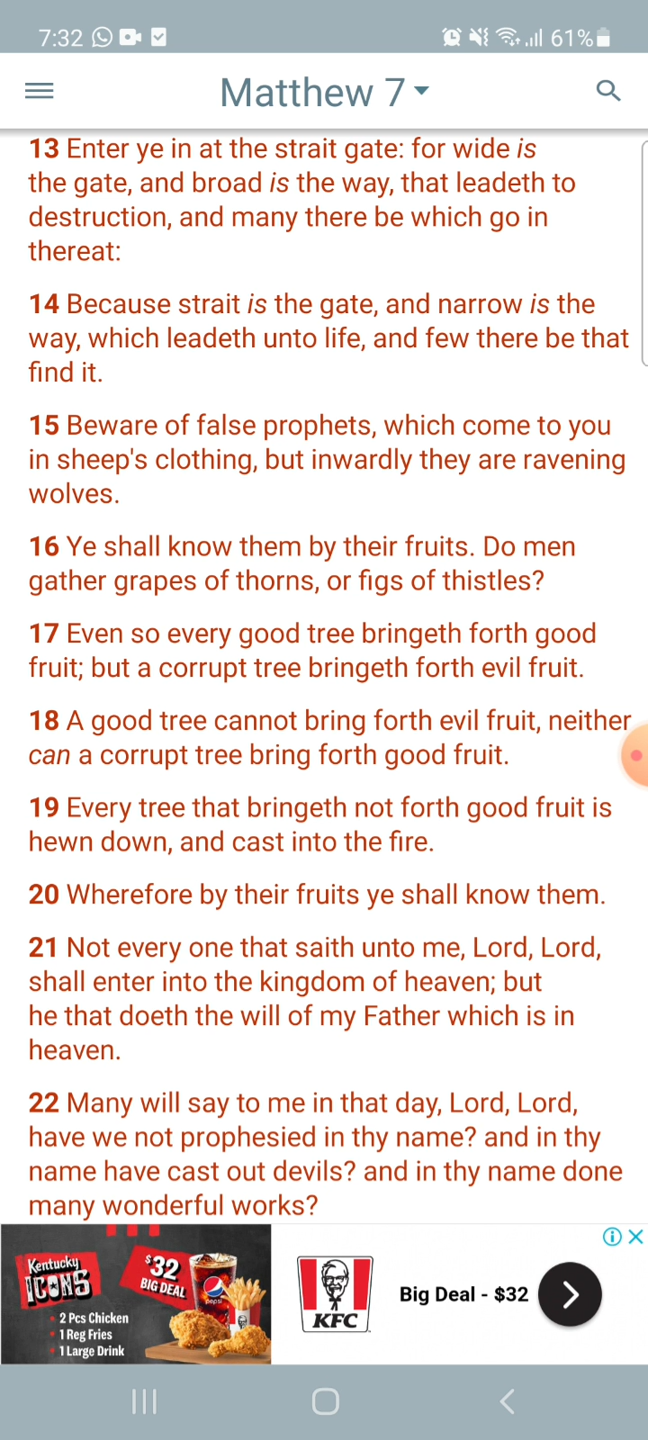 7:32
61%
Matthew 7
13 Enter ye in at the strait gate: for wide is
the gate, and broad is the way, that leadeth to
destruction, and many there be which go in
thereat:
14 Because strait is the gate, and narrow is the
way, which leadeth unto life, and few there be that
find it.
15 Beware of false prophets, which come to you
in sheep's clothing, but inwardly they are ravening
wolves.
16 Ye shall know them by their fruits. Do men
gather grapes of thorns, or figs of thistles?
17 Even so every good tree bringeth forth good
fruit; but a corrupt tree bringeth forth evil fruit.
18 A good tree cannot bring forth evil fruit, neither
can a corrupt tree bring forth good fruit.
19 Every tree that bringeth not forth good fruit is
hewn down, and cast into the fire.
20 Wherefore by their fruits ye shall know them.
21 Not every one that saith unto me, Lord, Lord,
shall enter into the kingdom of heaven; but
he that doeth the will of my Father which is in
heaven.
22 Many will say to me in that day, Lord, Lord,
have we not prophesied in thy name? and in thy
name have cast out devils? and in thy name done
many wonderful works?
Kentucky
ICONS
$32
BIG DEAL
pepsi
2 Pcs Chicken
1 Reg Fries
1 Large Drink
KFC
Big Deal - $32